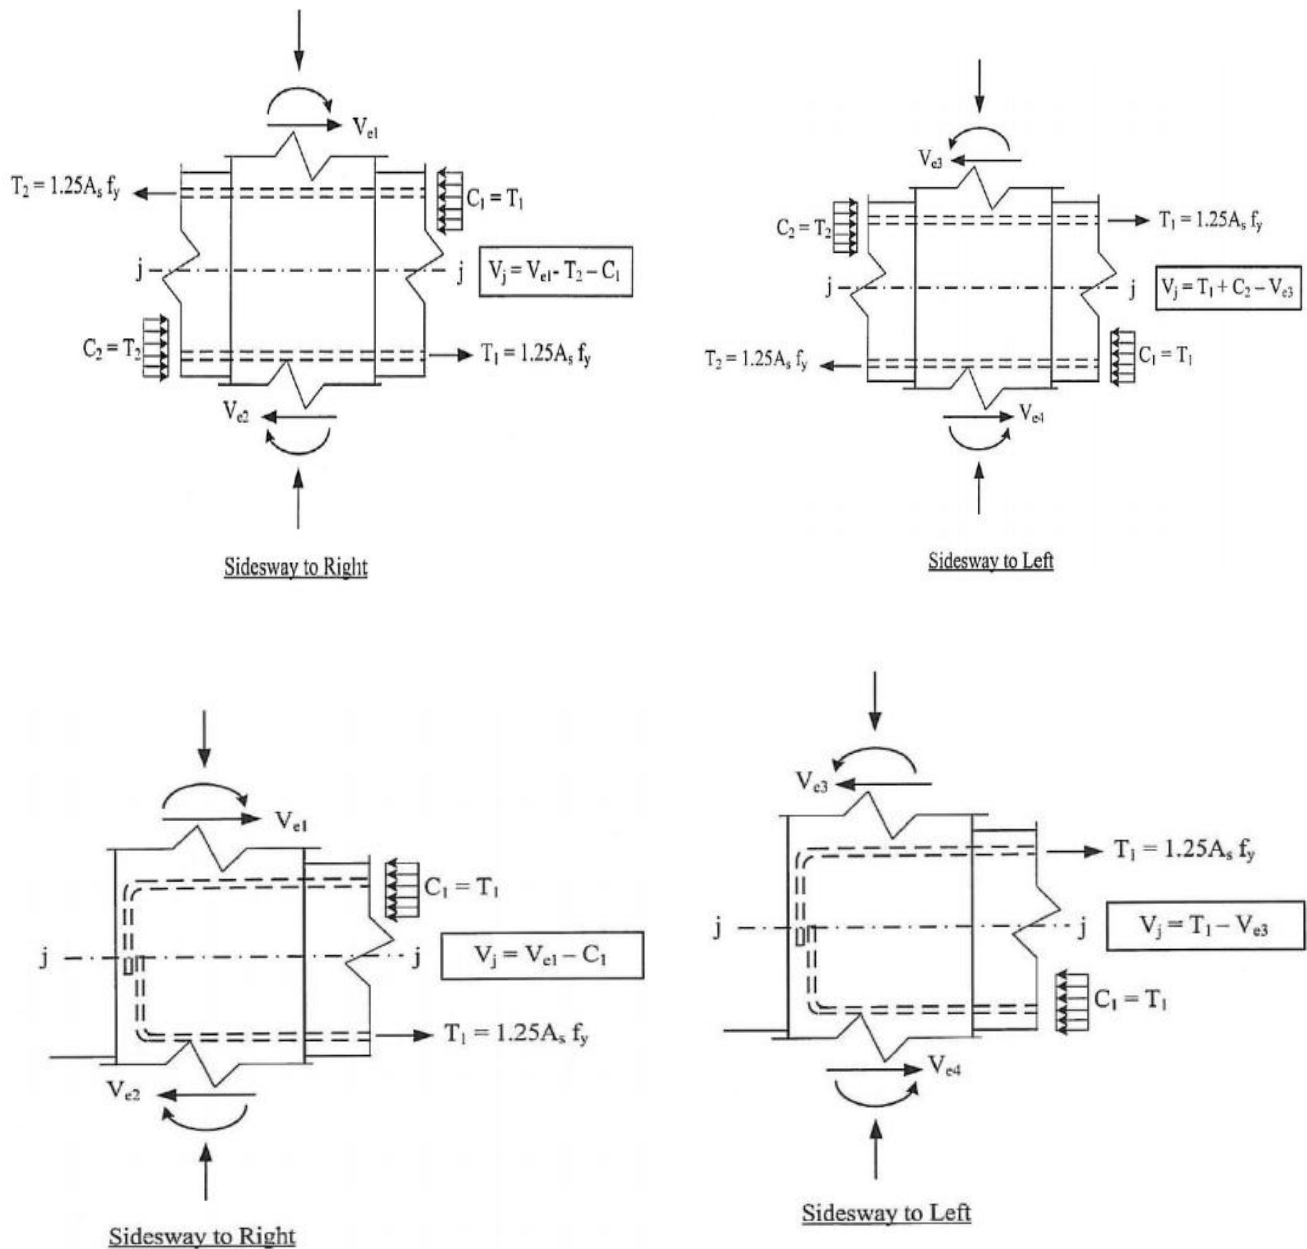 V_e1
T_2 = 1.25A_s f_y
C_1 = T_1
j
j
V_j = V_e1 - T_2 – C_1
C_2 = T_2
T_1 = 1.25A_s f_y
V_e2
Sidesway to Right
V_e3
C_2 = T_2
T_1 = 1.25A_s f_y
j
j
V_j = T_1 + C_2 – V_e3
T_2 = 1.25A_s f_y
C_1 = T_1
V_e4
Sidesway to Left
V_e1
C_1 = T_1
j
j
V_j = V_e1 – C_1
T_1 = 1.25A_s f_y
V_e2
Sidesway to Right
V_e3
T_1 = 1.25A_s f_y
j
j
V_j = T_1 – V_e3
C_1 = T_1
V_e4
Sidesway to Left